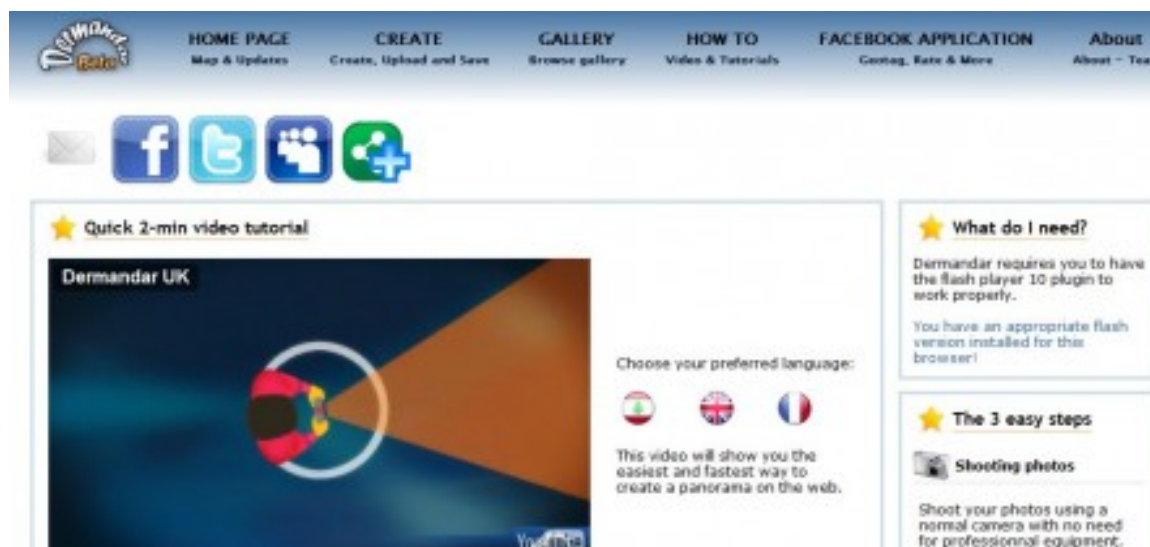 Dermandar
Beta
HOME PAGE
Map & Updates
CREATE
Create, Upload and Save
GALLERY
Browse gallery
HOW TO
Video & Tutorials
FACEBOOK APPLICATION
Geotag, Rate & More
About
About - Tea
Quick 2-min video tutorial
Dermandar UK
Choose your preferred language:
This video will show you the
easiest and fastest way to
create a panorama on the web.
What do I need?
Dermandar requires you to have
the flash player 10 plugin to
work properly.
You have an appropriate flash
version installed for this
browser!
The 3 easy steps
Shooting photos
Shoot your photos using a
normal camera with no need
for professionnal equipment.